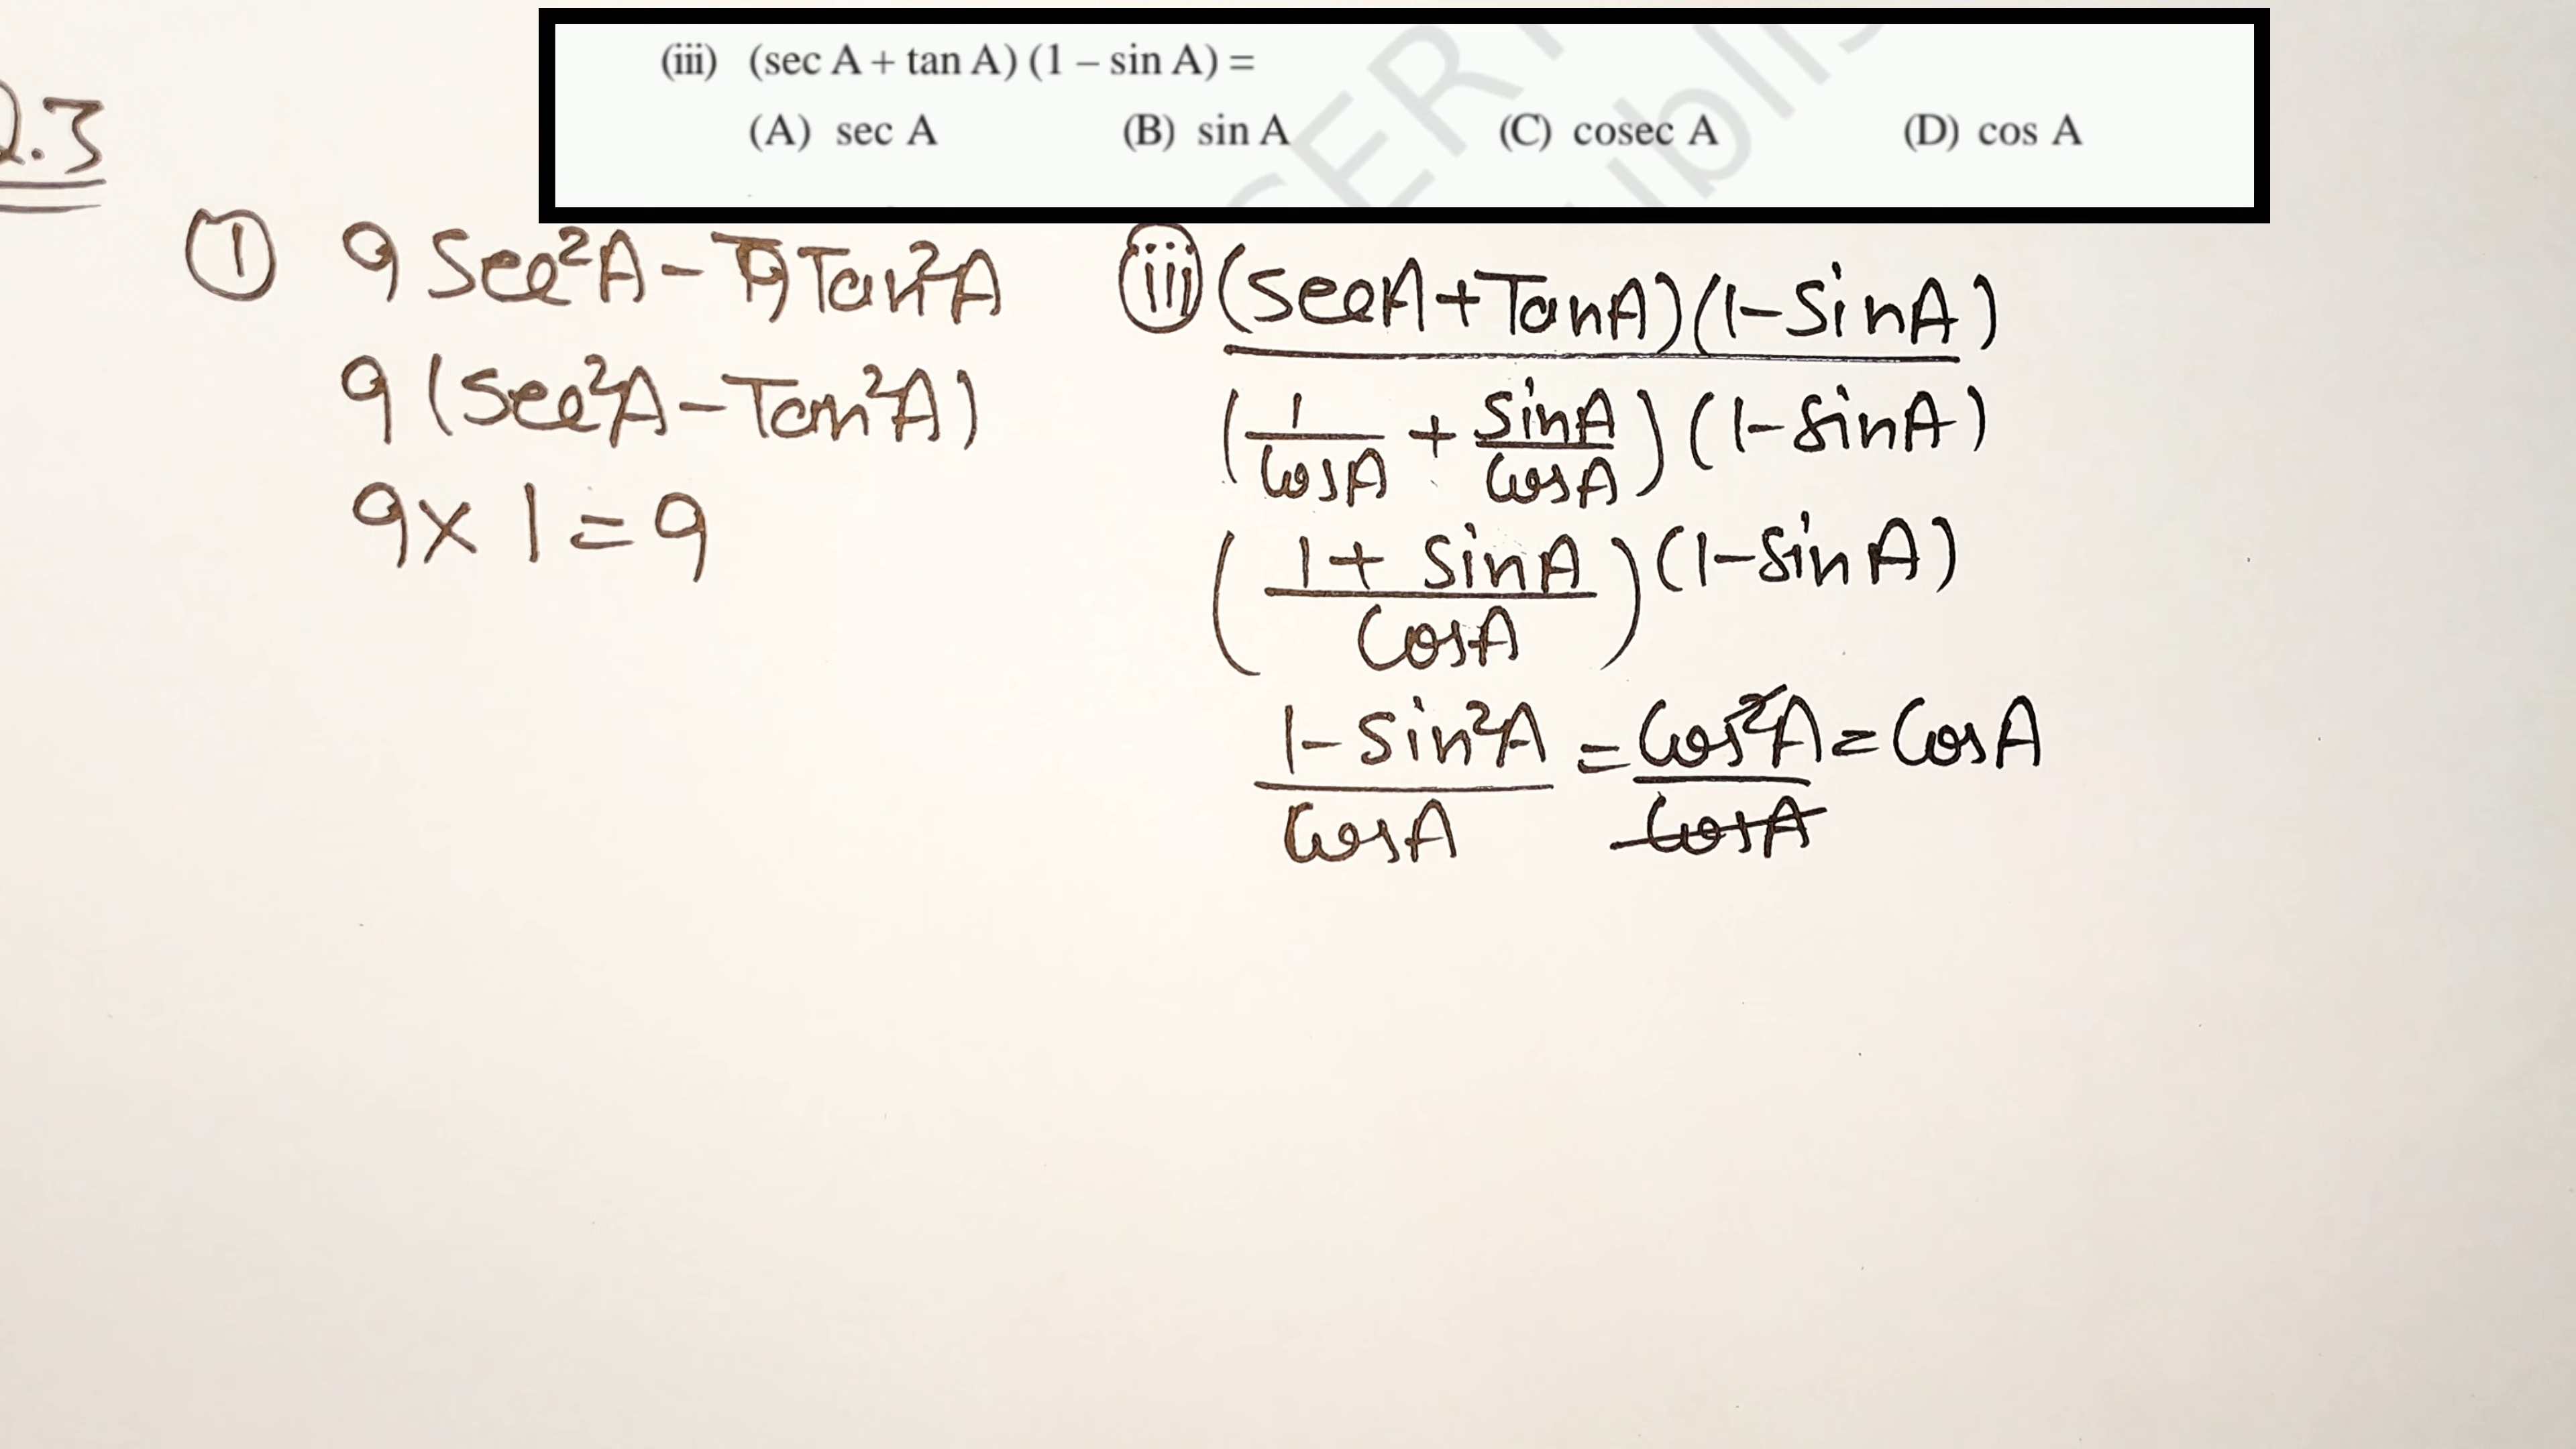 (iii) (sec A + tan A) (1 – sin A) =
(A) sec A (B) sin A (C) cosec A (D) cos A
2.3
① 9 Sec²A - 9 Tan²A
9 (Sec²A - Tan²A)
9 × 1 = 9
(iii) (SecA + TanA)(1 - SinA)
(1/CosA + SinA/CosA) (1 - SinA)
(1 + SinA/CosA) (1 - SinA)
1 - Sin²A/CosA = Cos²A/CosA = CosA